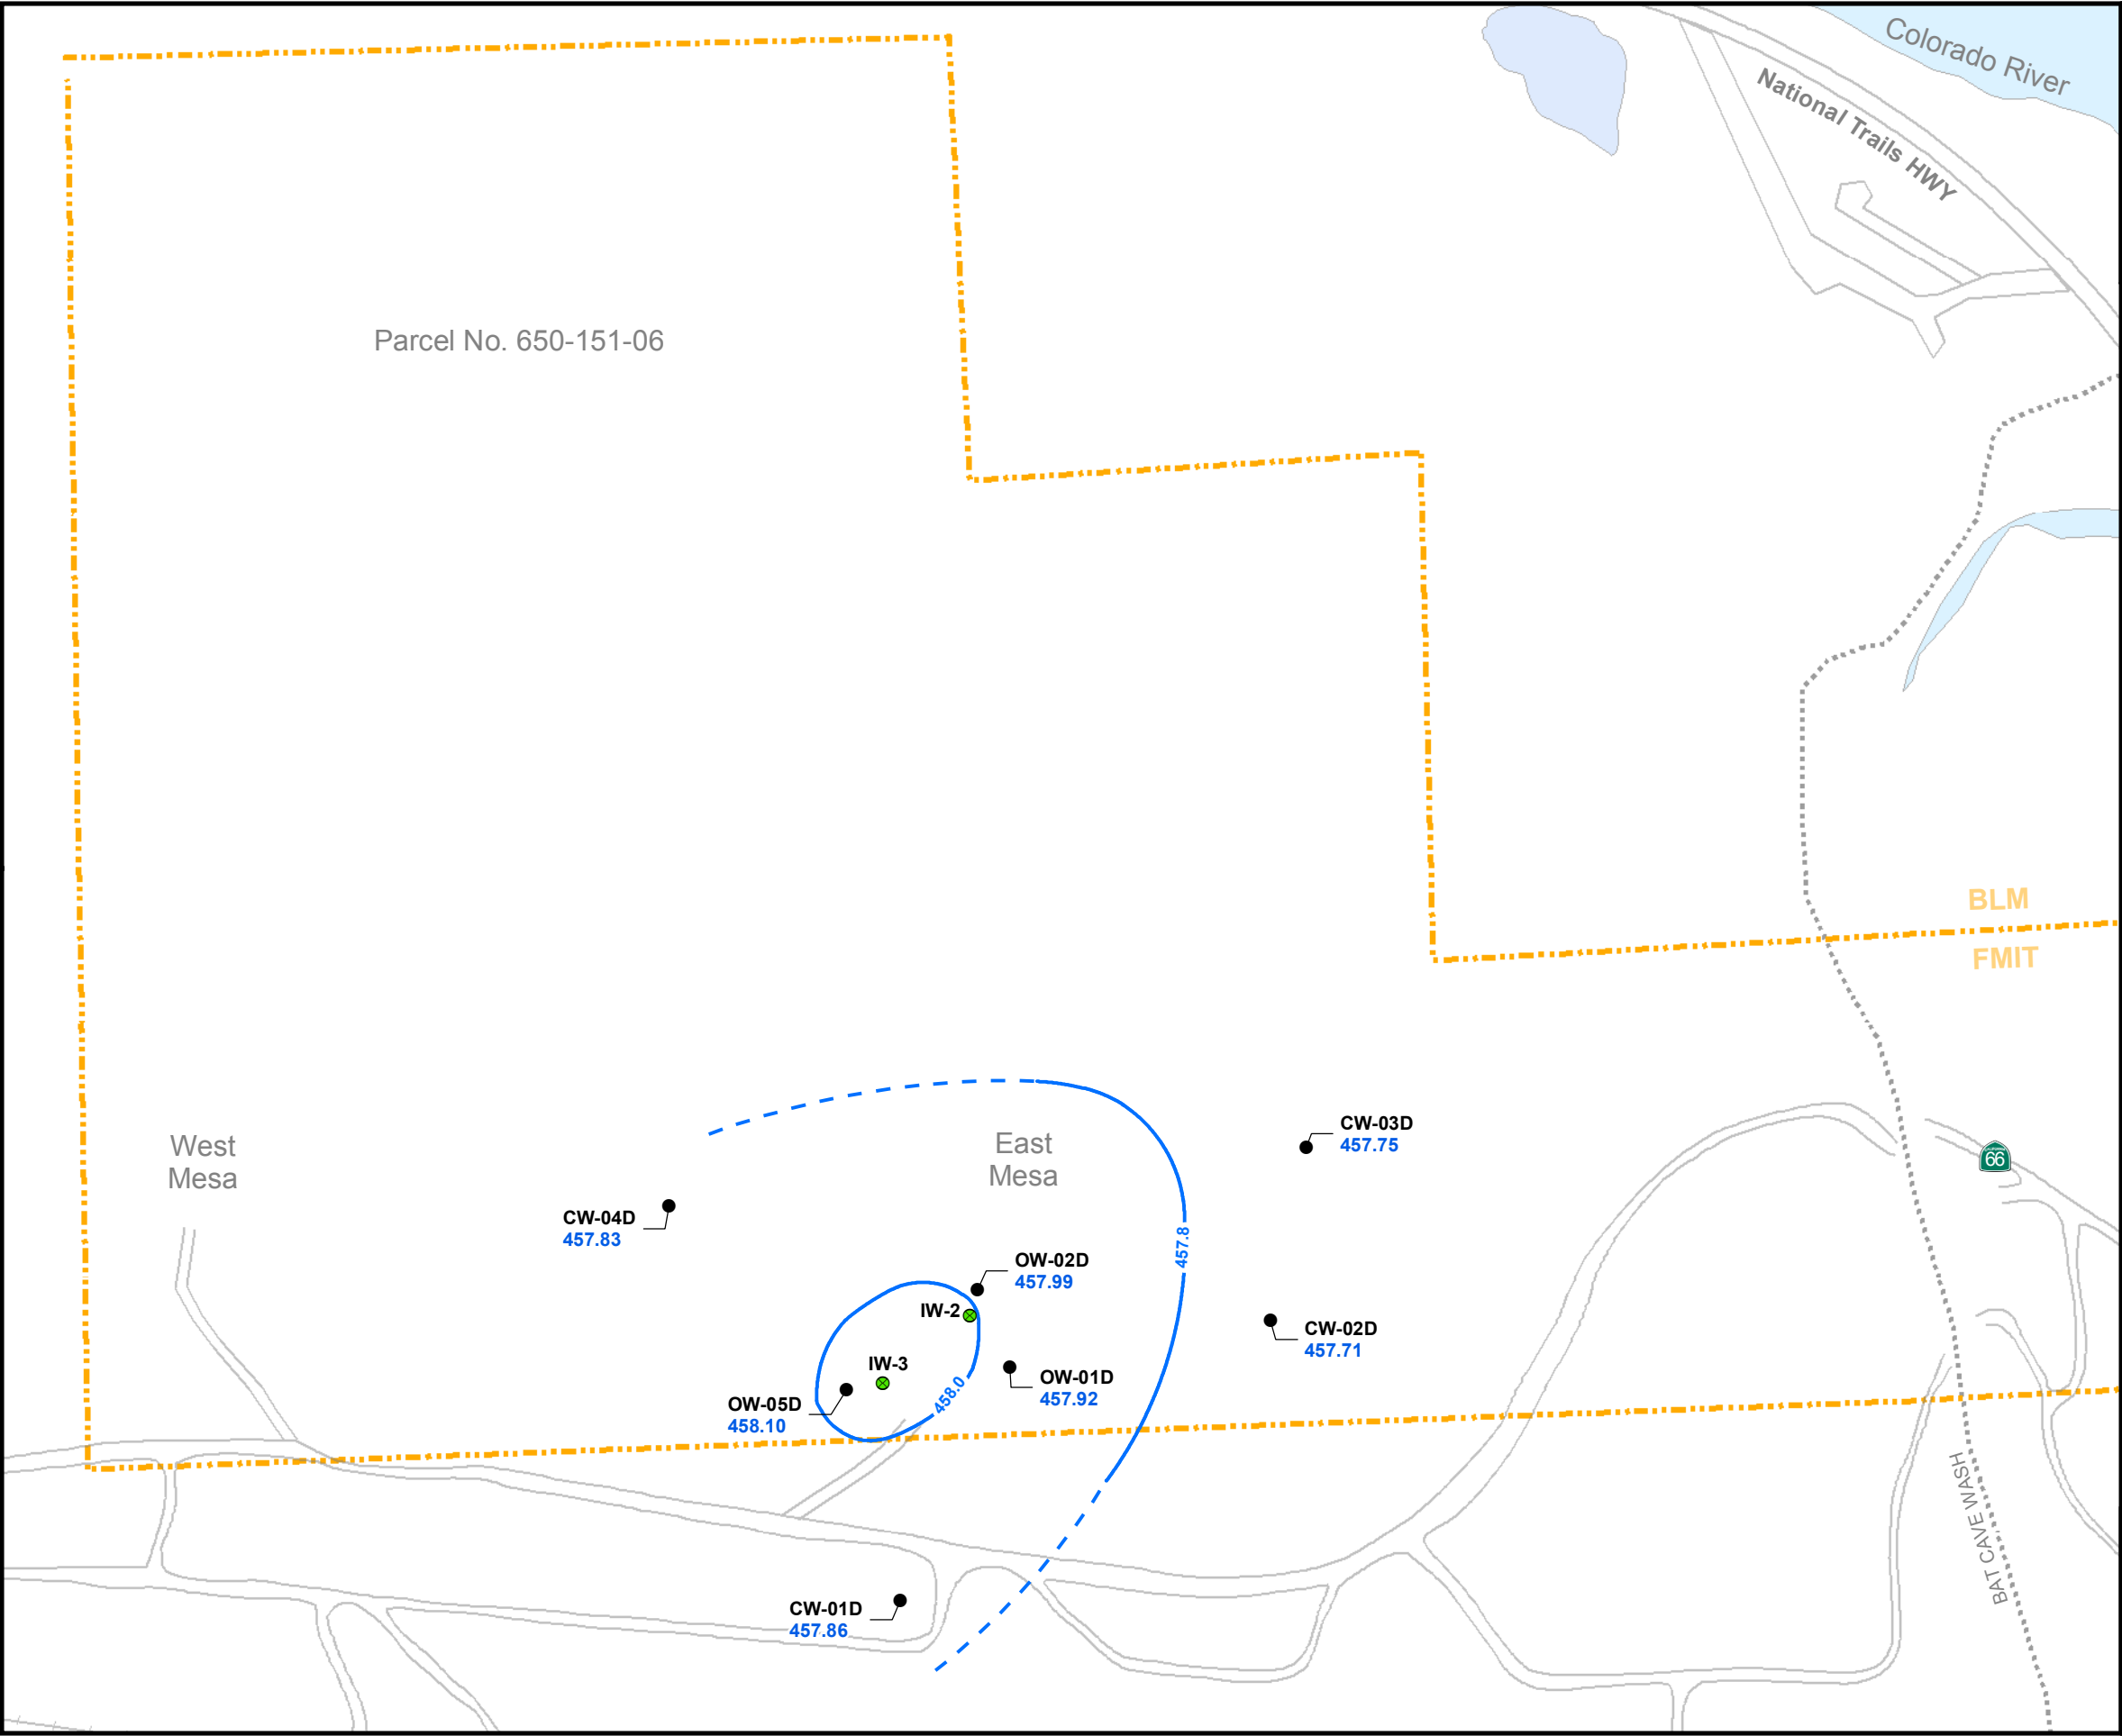 Colorado River
National Trails HWY
Parcel No. 650-151-06
BLM
FMIT
West
Mesa
East
Mesa
CW-03D
457.75
66
CW-04D
457.83
457.8
OW-02D
457.99
IW-2
CW-02D
457.71
IW-3
OW-01D
457.92
458.0
OW-05D
458.10
BAT CAVE WASH
CW-01D
457.86